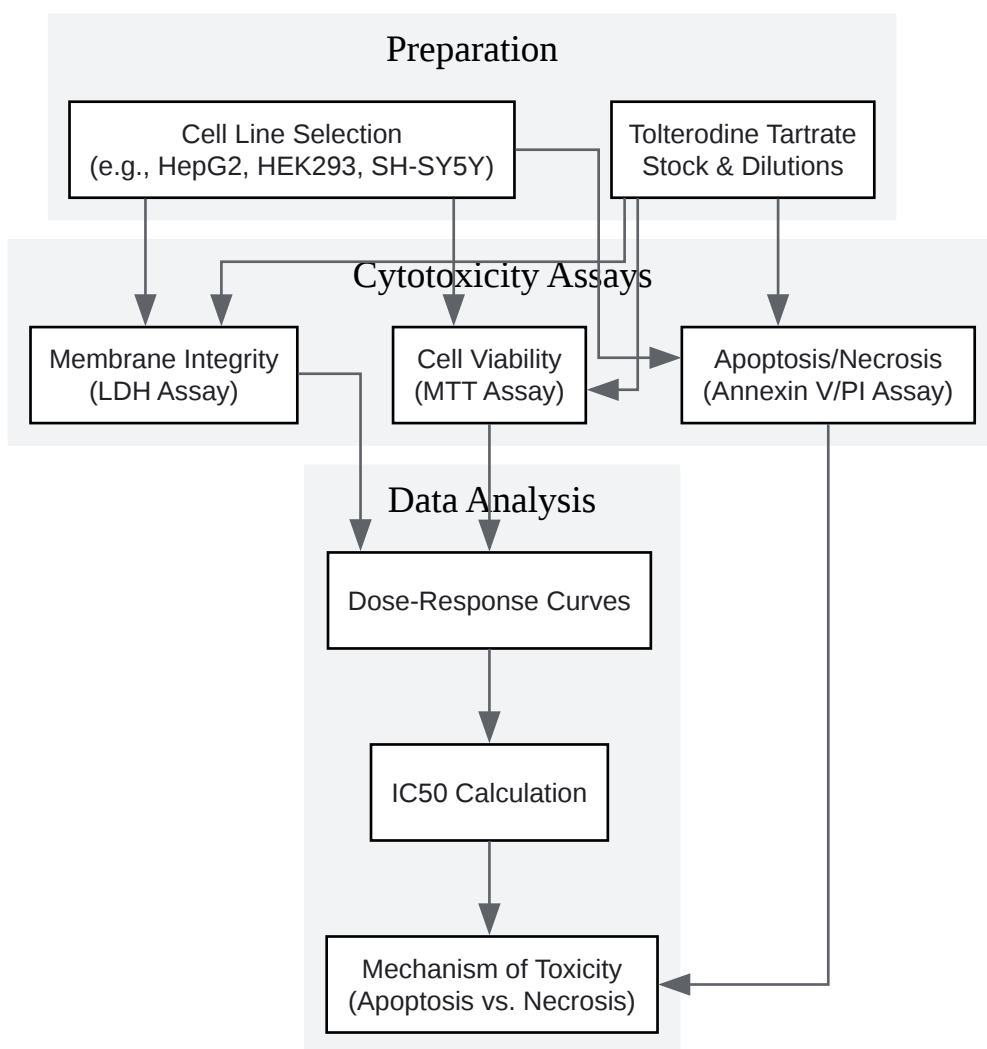 Preparation
Cell Line Selection
(e.g., HepG2, HEK293, SH-SY5Y)
Tolterodine Tartrate
Stock & Dilutions
Cytotoxicity Assays
Membrane Integrity
(LDH Assay)
Cell Viability
(MTT Assay)
Apoptosis/Necrosis
(Annexin V/PI Assay)
Data Analysis
Dose-Response Curves
IC50 Calculation
Mechanism of Toxicity
(Apoptosis vs. Necrosis)